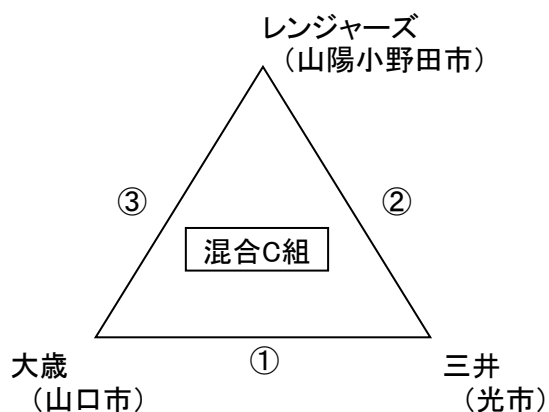 レンジャーズ
（山陽小野田市）
③
②
混合C組
①
大歳
（山口市）
三井
（光市）